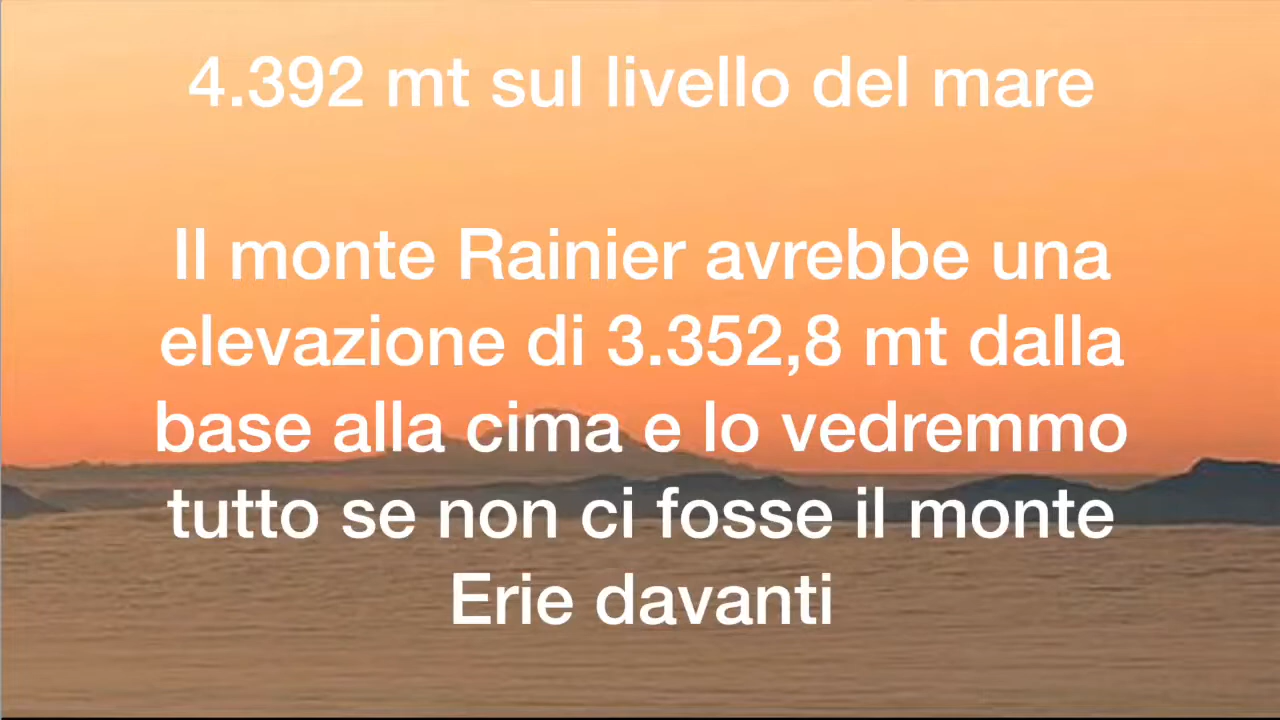 4.392 mt sul livello del mare
Il monte Rainier avrebbe una
elevazione di 3.352,8 mt dalla
base alla cima e lo vedremmo
tutto se non ci fosse il monte
Erie davanti